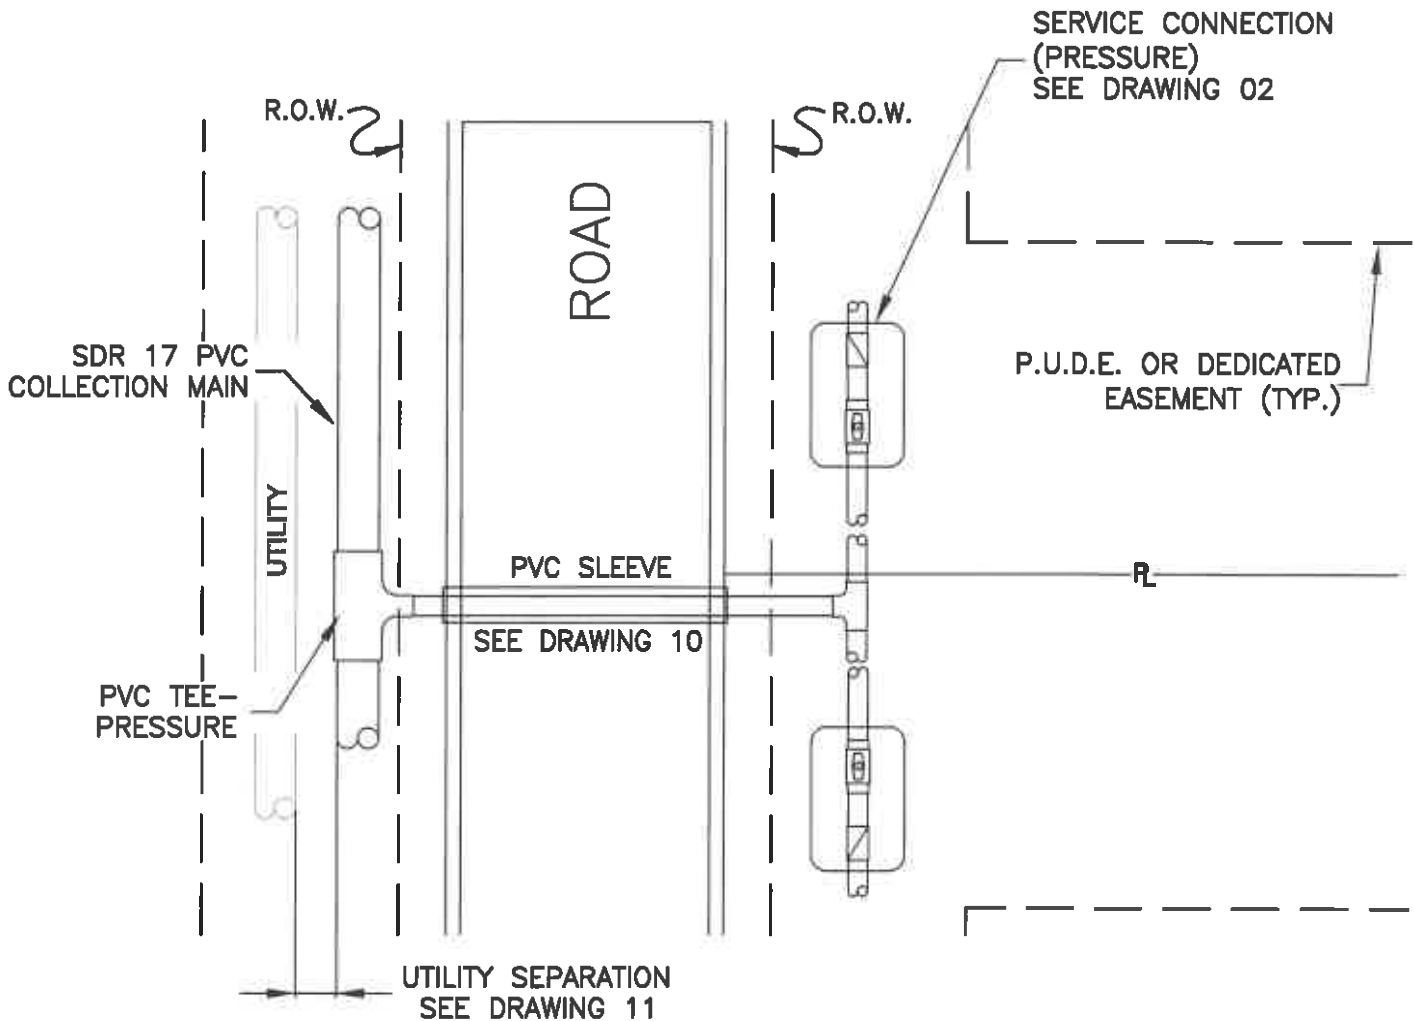 SERVICE CONNECTION
(PRESSURE)
SEE DRAWING 02
R.O.W.
R.O.W.
ROAD
SDR 17 PVC
COLLECTION MAIN
P.U.D.E. OR DEDICATED
EASEMENT (TYP.)
UTILITY
PVC SLEEVE
PL
SEE DRAWING 10
PVC TEE-
PRESSURE
UTILITY SEPARATION
SEE DRAWING 11